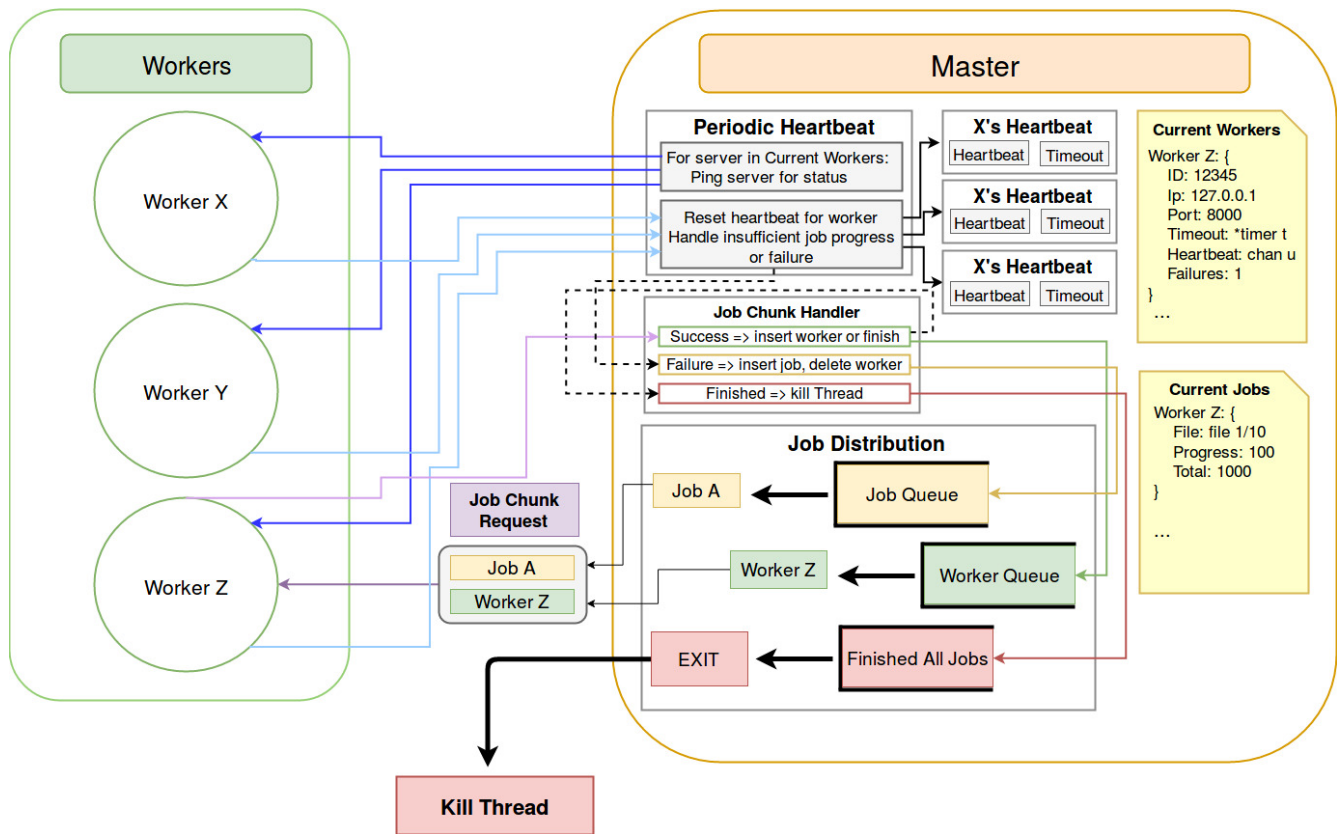 Workers
Worker X
Worker Y
Worker Z
Job Chunk
Request
Job A
Worker Z
Kill Thread
Master
Periodic Heartbeat
For server in Current Workers:
Ping server for status
Reset heartbeat for worker
Handle insufficient job progress
or failure
X's Heartbeat
Heartbeat
Timeout
X's Heartbeat
Heartbeat
Timeout
X's Heartbeat
Heartbeat
Timeout
Job Chunk Handler
Success => insert worker or finish
Failure => insert job, delete worker
Finished => kill Thread
Job Distribution
Job A
Job Queue
Worker Z
Worker Queue
EXIT
Finished All Jobs
Current Workers
Worker Z: {
ID: 12345
Ip: 127.0.0.1
Port: 8000
Timeout: *timer t
Heartbeat: chan u
Failures: 1
}
...
Current Jobs
Worker Z: {
File: file 1/10
Progress: 100
Total: 1000
}
...